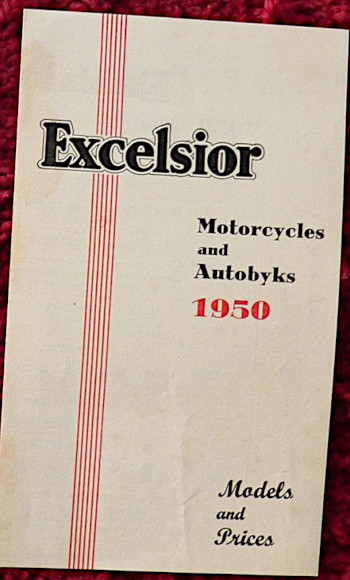 Excelsior
Motorcycles
and
Autobyks
1950
Models
and
Prices